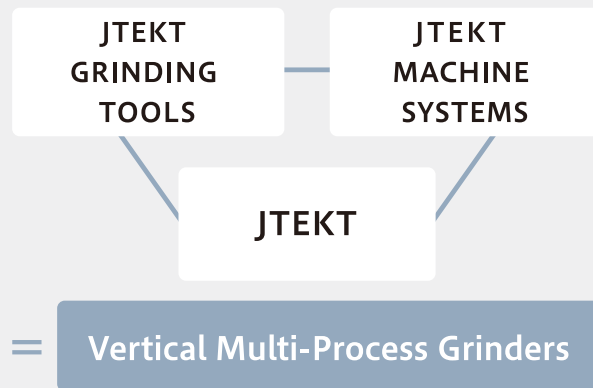 JTEKT
GRINDING
TOOLS
JTEKT
MACHINE
SYSTEMS
JTEKT
= Vertical Multi-Process Grinders